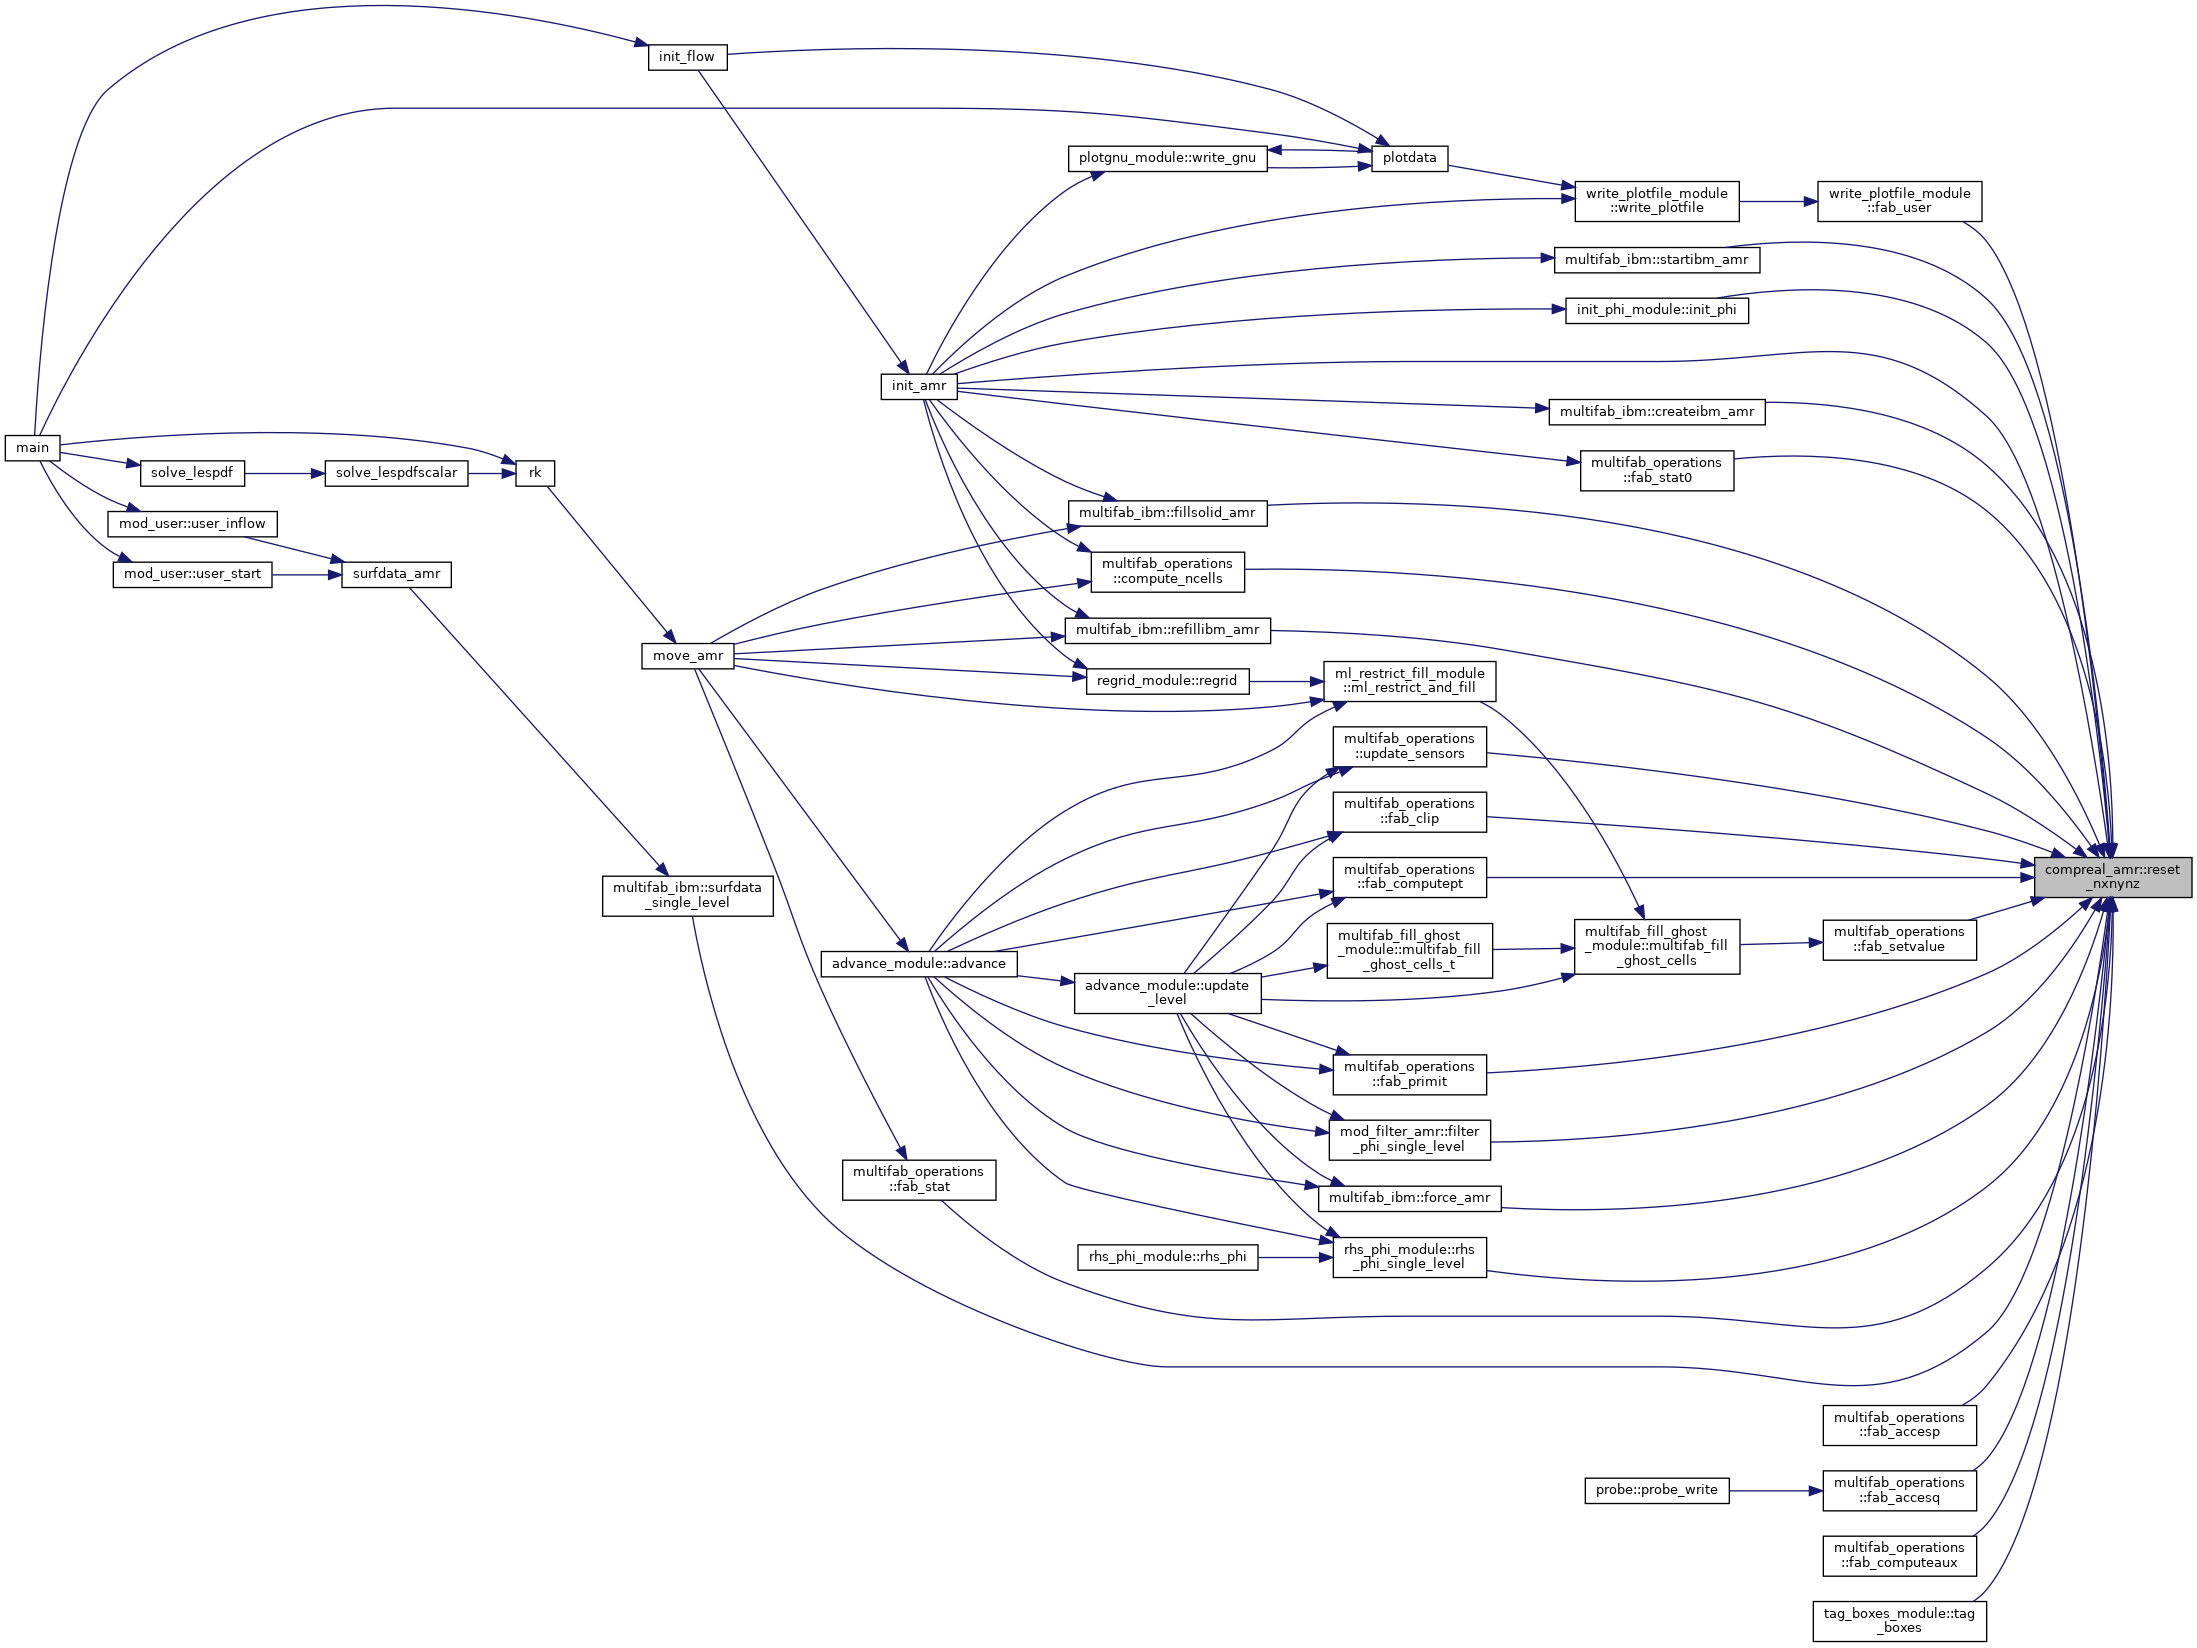 init_flow
plotgnu_module::write_gnu
plotdata
write_plotfile_module
::write_plotfile
write_plotfile_module
::fab_user
multifab_ibm::startibm_amr
init_phi_module::init_phi
init_amr
multifab_ibm::createibm_amr
main
solve_lespdf
solve_lespdfscalar
rk
multifab_operations
::fab_stat0
mod_user::user_inflow
multifab_ibm::fillsolid_amr
mod_user::user_start
surfdata_amr
multifab_operations
::compute_ncells
move_amr
multifab_ibm::refillibm_amr
regrid_module::regrid
ml_restrict_fill_module
::ml_restrict_and_fill
multifab_operations
::update_sensors
multifab_operations
::fab_clip
multifab_operations
::fab_computept
compreal_amr::reset
_nxnynz
multifab_ibm::surfdata
_single_level
advance_module::advance
advance_module::update
_level
multifab_fill_ghost
_module::multifab_fill
_ghost_cells_t
multifab_fill_ghost
_module::multifab_fill
_ghost_cells
multifab_operations
::fab_setvalue
multifab_operations
::fab_primit
mod_filter_amr::filter
_phi_single_level
multifab_operations
::fab_stat
multifab_ibm::force_amr
rhs_phi_module::rhs_phi
rhs_phi_module::rhs
_phi_single_level
multifab_operations
::fab_accesp
probe::probe_write
multifab_operations
::fab_accesq
multifab_operations
::fab_computeaux
tag_boxes_module::tag
_boxes